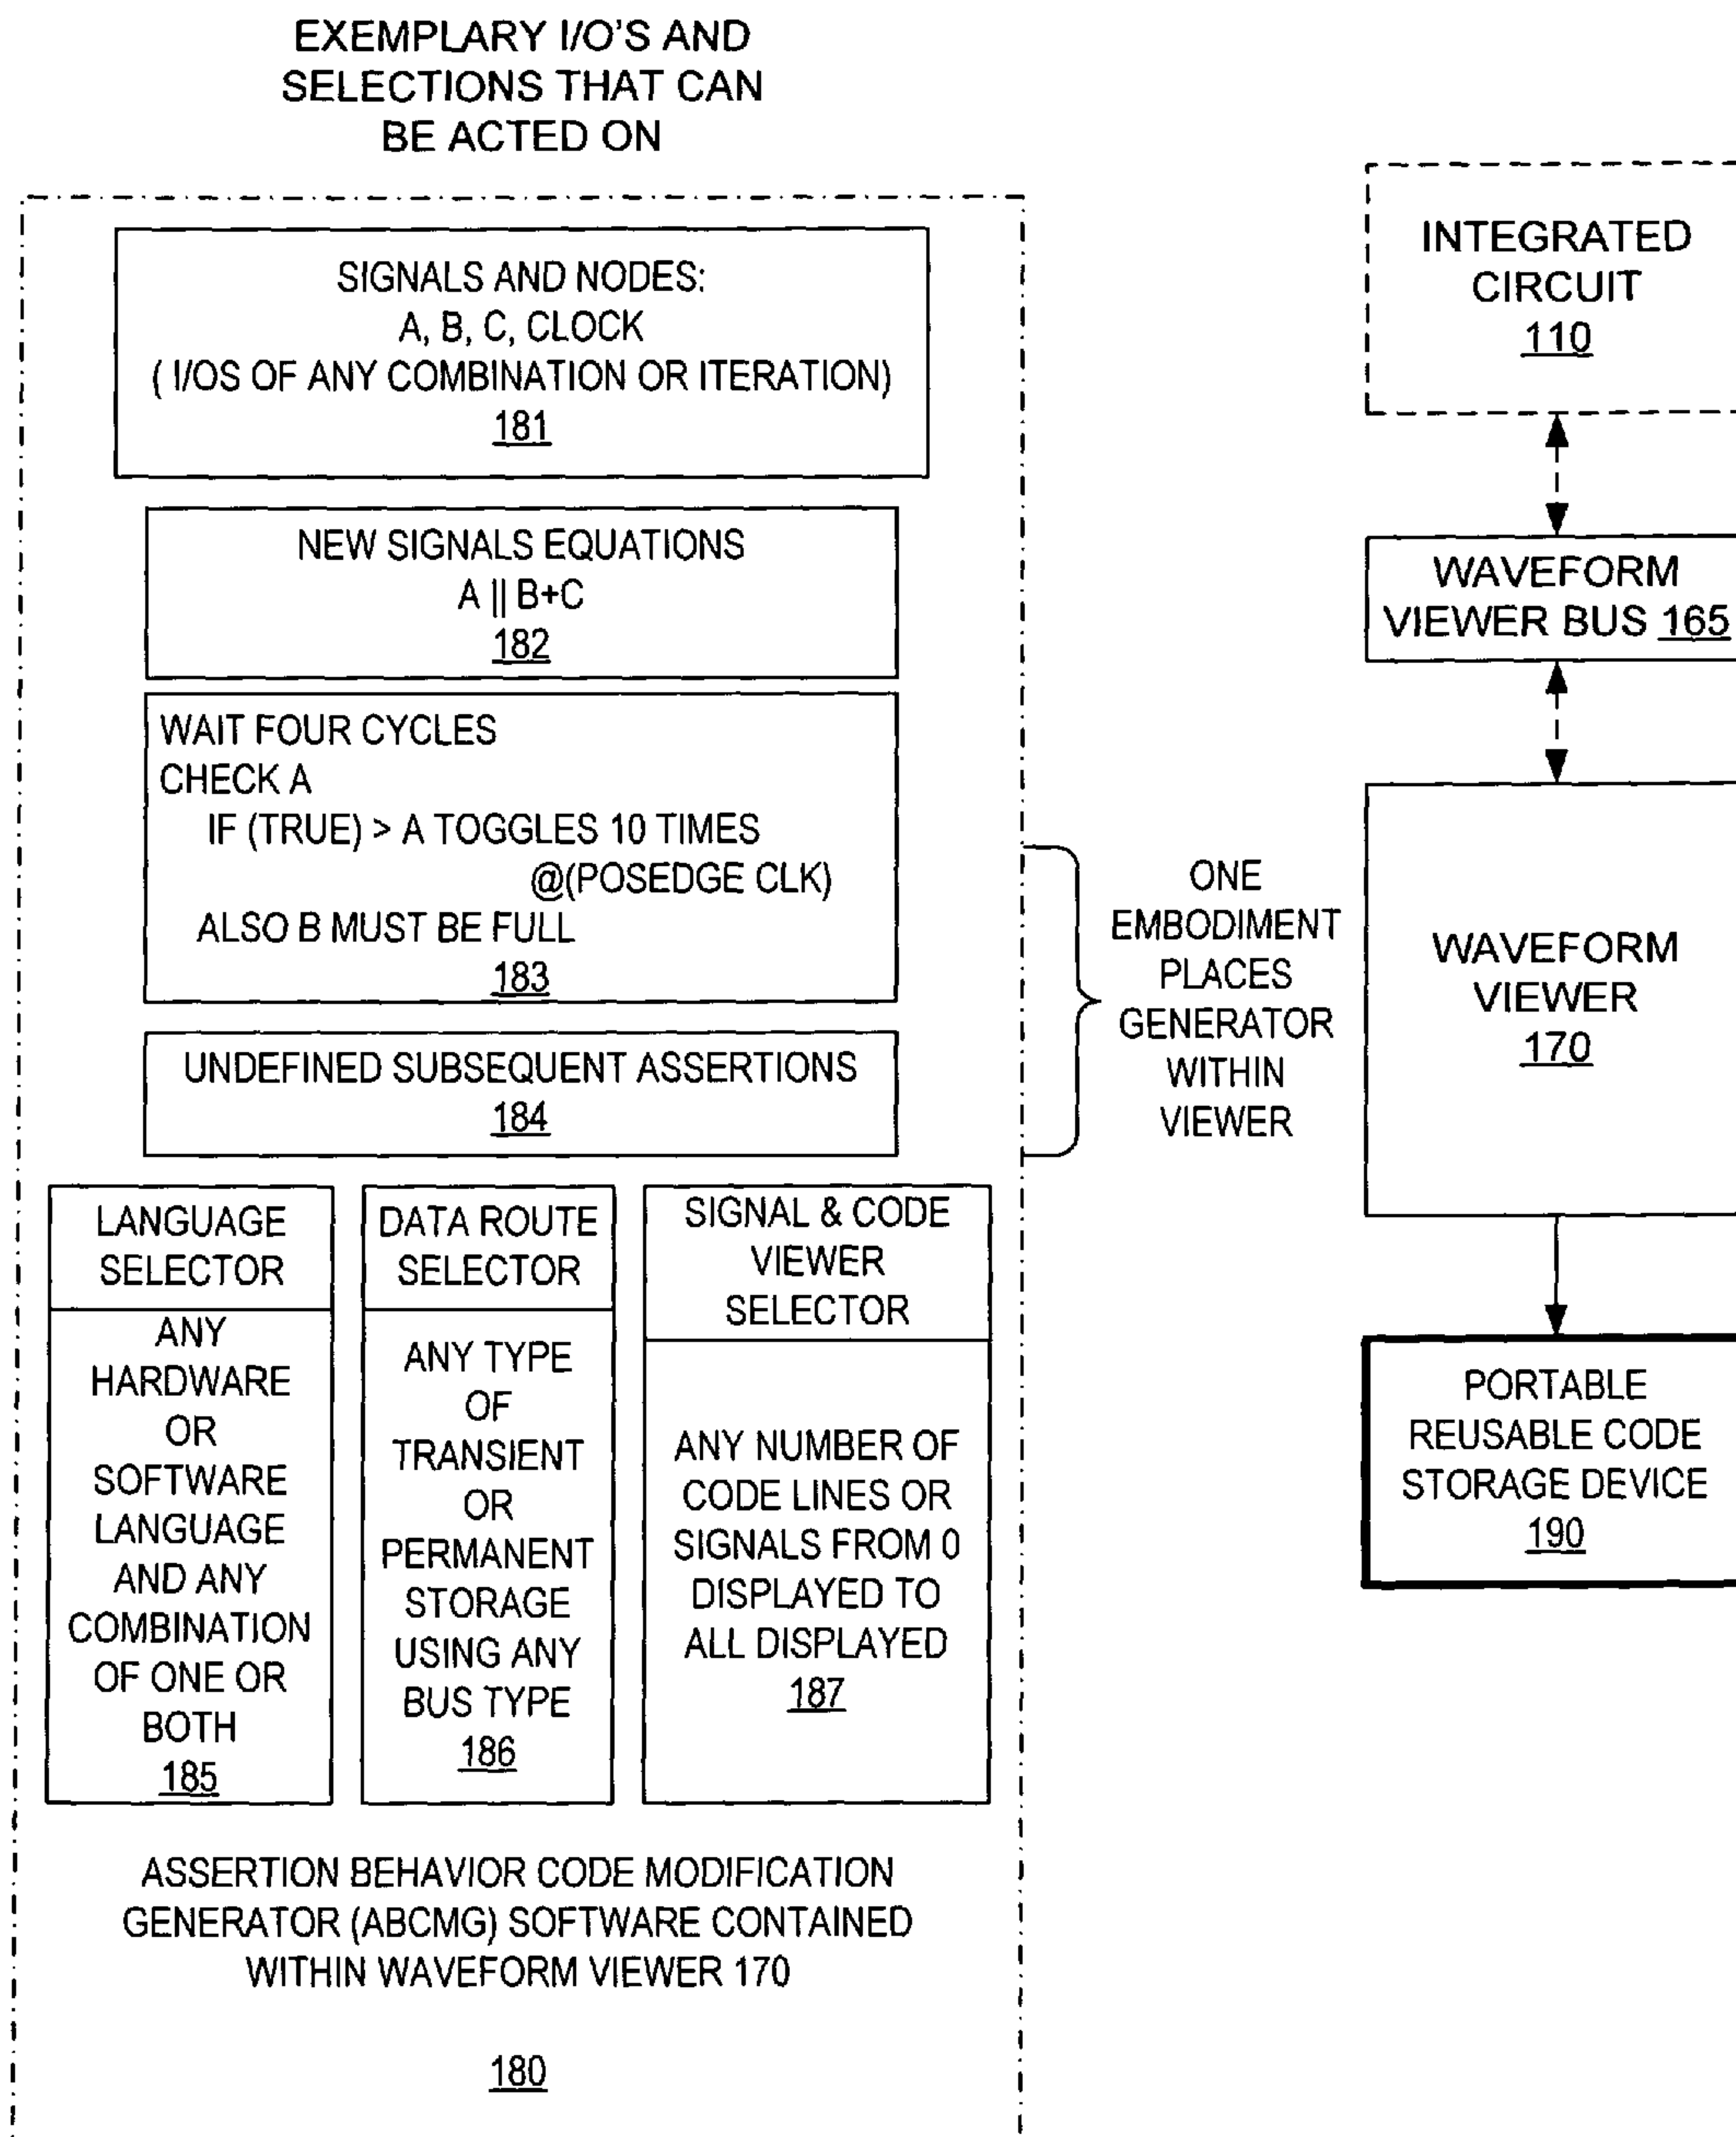 EXEMPLARY I/O'S AND
SELECTIONS THAT CAN
BE ACTED ON
SIGNALS AND NODES:
A, B, C, CLOCK
( I/OS OF ANY COMBINATION OR ITERATION)
181
NEW SIGNALS EQUATIONS
A || B+C
182
WAIT FOUR CYCLES
CHECK A
IF (TRUE) > A TOGGLES 10 TIMES
@(POSEDGE CLK)
ALSO B MUST BE FULL
183
UNDEFINED SUBSEQUENT ASSERTIONS
184
LANGUAGE
SELECTOR
ANY
HARDWARE
OR
SOFTWARE
LANGUAGE
AND ANY
COMBINATION
OF ONE OR
BOTH
185
DATA ROUTE
SELECTOR
ANY TYPE
OF
TRANSIENT
OR
PERMANENT
STORAGE
USING ANY
BUS TYPE
186
SIGNAL & CODE
VIEWER
SELECTOR
ANY NUMBER OF
CODE LINES OR
SIGNALS FROM 0
DISPLAYED TO
ALL DISPLAYED
187
ASSERTION BEHAVIOR CODE MODIFICATION
GENERATOR (ABCMG) SOFTWARE CONTAINED
WITHIN WAVEFORM VIEWER 170
180
ONE
EMBODIMENT
PLACES
GENERATOR
WITHIN
VIEWER
INTEGRATED
CIRCUIT
110
WAVEFORM
VIEWER BUS 165
WAVEFORM
VIEWER
170
PORTABLE
REUSABLE CODE
STORAGE DEVICE
190